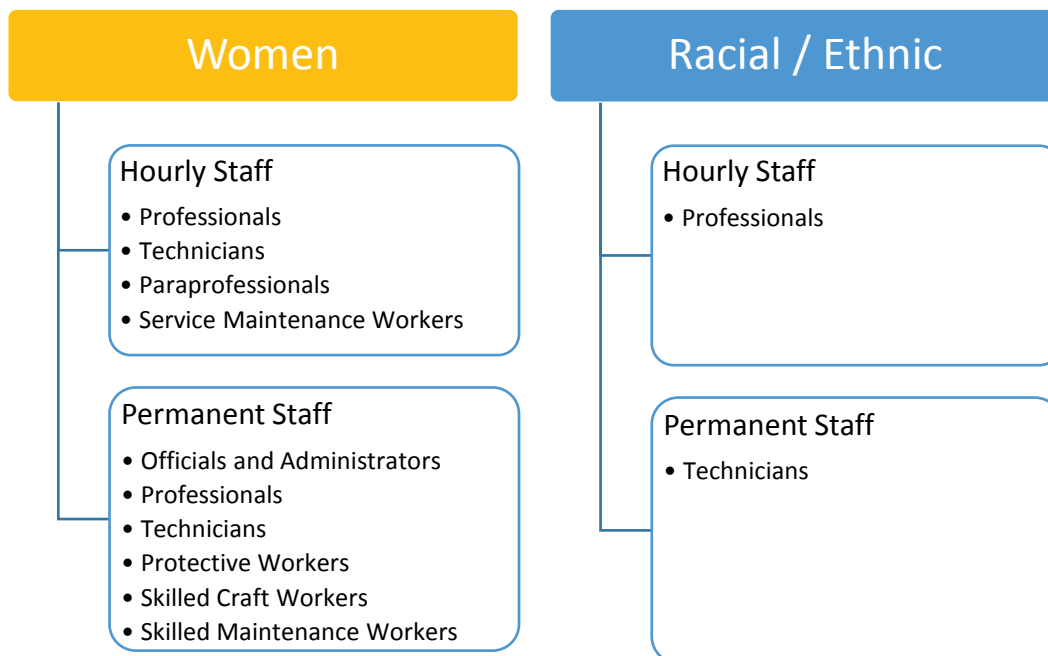 Women
Hourly Staff
• Professionals
• Technicians
• Paraprofessionals
• Service Maintenance Workers
Permanent Staff
• Officials and Administrators
• Professionals
• Technicians
• Protective Workers
• Skilled Craft Workers
• Skilled Maintenance Workers
Racial / Ethnic
Hourly Staff
• Professionals
Permanent Staff
• Technicians